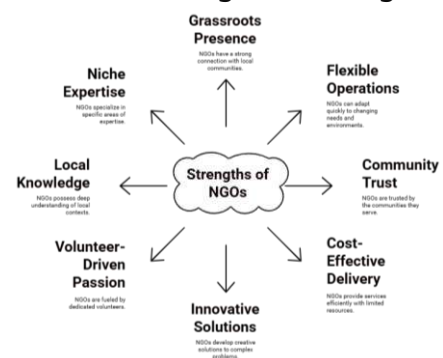 Grassroots
Presence
NGOs have a strong
connection with local
communities.
Niche
Expertise
NGOs specialize in
specific areas of
expertise.
Flexible
Operations
NGOs can adapt
quickly to changing
needs and
environments.
Local
Knowledge
NGOs possess deep
understanding of local
contexts.
Strengths of
NGOs
Community
Trust
NGOs are trusted by
the communities they
serve.
Volunteer-
Driven
Passion
NGOs are fueled by
dedicated volunteers.
Cost-
Effective
Delivery
NGOs provide services
efficiently with limited
resources.
Innovative
Solutions
NGOs develop creative
solutions to complex
problems.